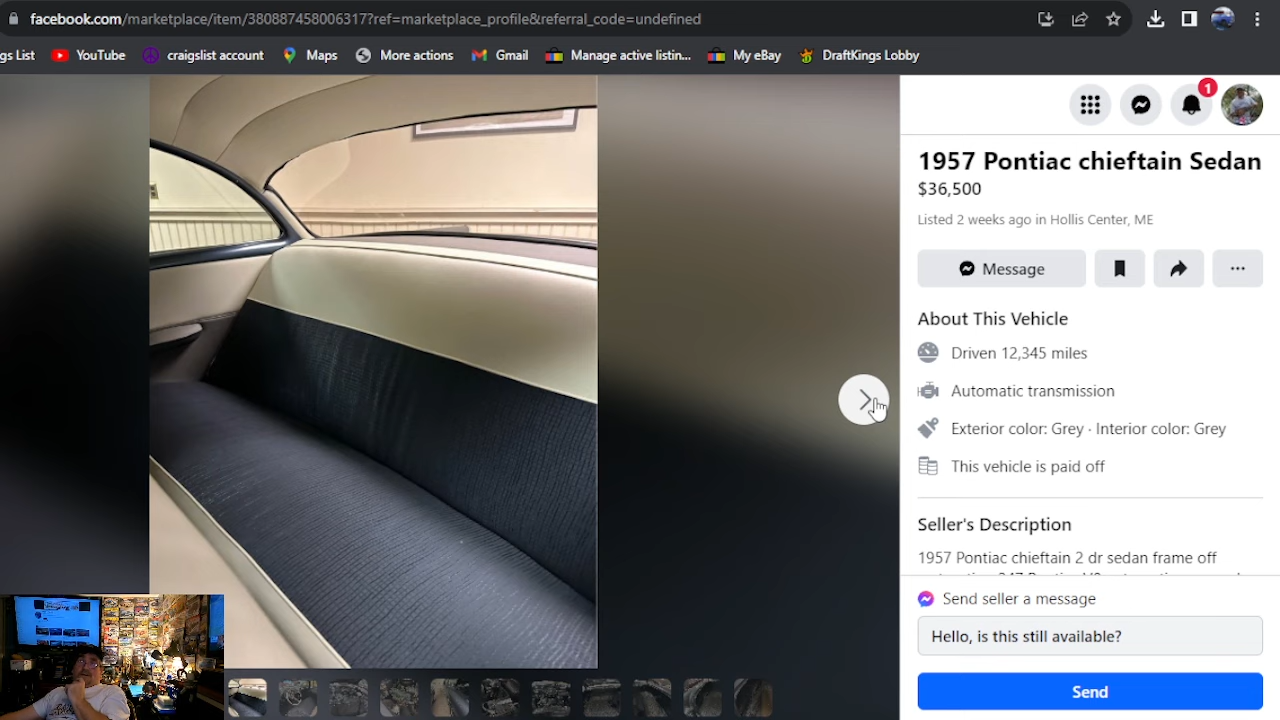 facebook.com/marketplace/item/380887458006317?ref=marketplace_profile&referral_code=undefined
gs List YouTube craigslist account Maps More actions Gmail Manage active listin... My eBay DraftKings Lobby
1
1957 Pontiac chieftain Sedan
$36,500
Listed 2 weeks ago in Hollis Center, ME
Message
About This Vehicle
Driven 12,345 miles
Automatic transmission
Exterior color: Grey · Interior color: Grey
This vehicle is paid off
Seller's Description
1957 Pontiac chieftain 2 dr sedan frame off
Send seller a message
Hello, is this still available?
Send